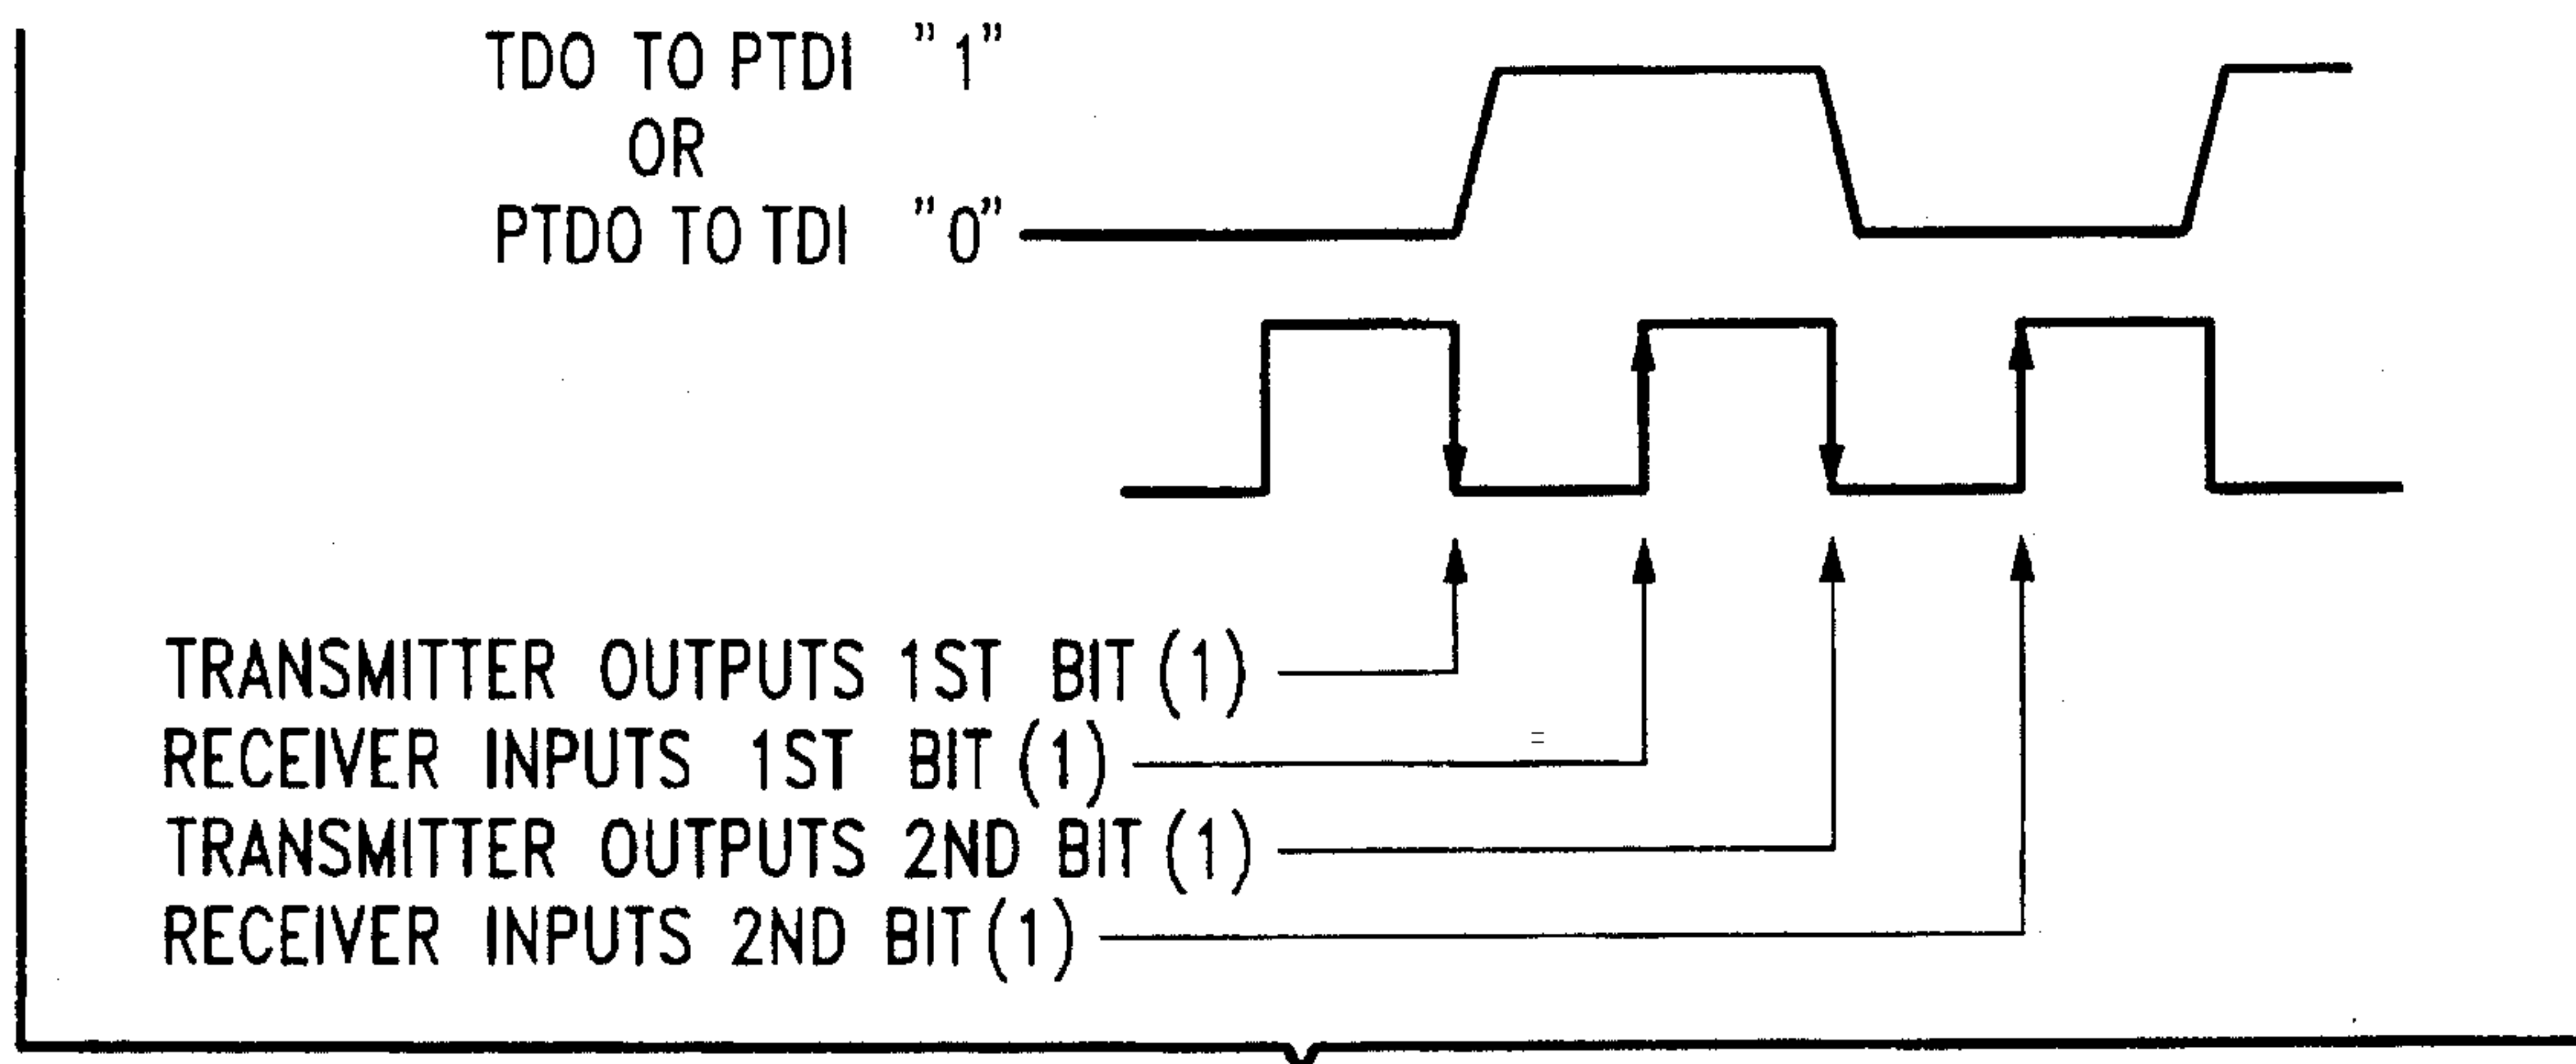 TDO TO PTDI "1"
OR
PTDO TO TDI "0"
TRANSMITTER OUTPUTS 1ST BIT (1)
RECEIVER INPUTS 1ST BIT (1)
TRANSMITTER OUTPUTS 2ND BIT (1)
RECEIVER INPUTS 2ND BIT (1)